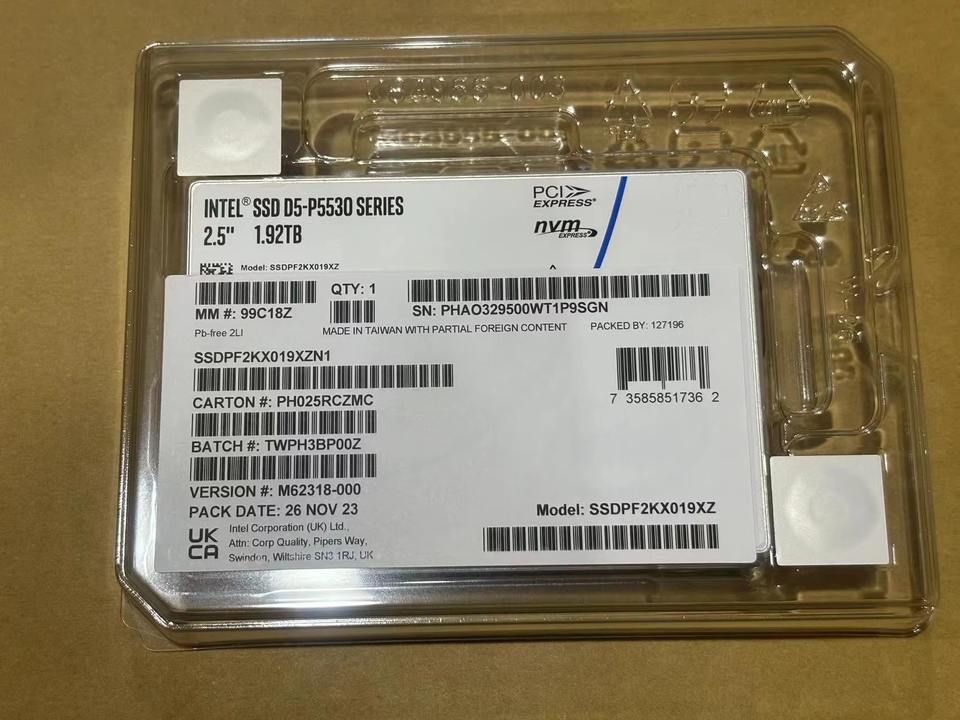 INTEL® SSD D5-P5530 SERIES
2.5" 1.92TB
PCI EXPRESS®
nvm EXPRESS
Model: SSDPF2KX019XZ
QTY: 1
MM #: 99C18Z
SN: PHAO329500WT1P9SGN
Pb-free 2LI
MADE IN TAIWAN WITH PARTIAL FOREIGN CONTENT
PACKED BY: 127196
SSDPF2KX019XZN1
7 3585851736 2
CARTON #: PH025RCZMC
BATCH #: TWPH3BP00Z
VERSION #: M62318-000
PACK DATE: 26 NOV 23
Model: SSDPF2KX019XZ
UK
CA
Intel Corporation (UK) Ltd.,
Attn: Corp Quality, Pipers Way,
Swindon, Wiltshire SN3 1RJ, UK